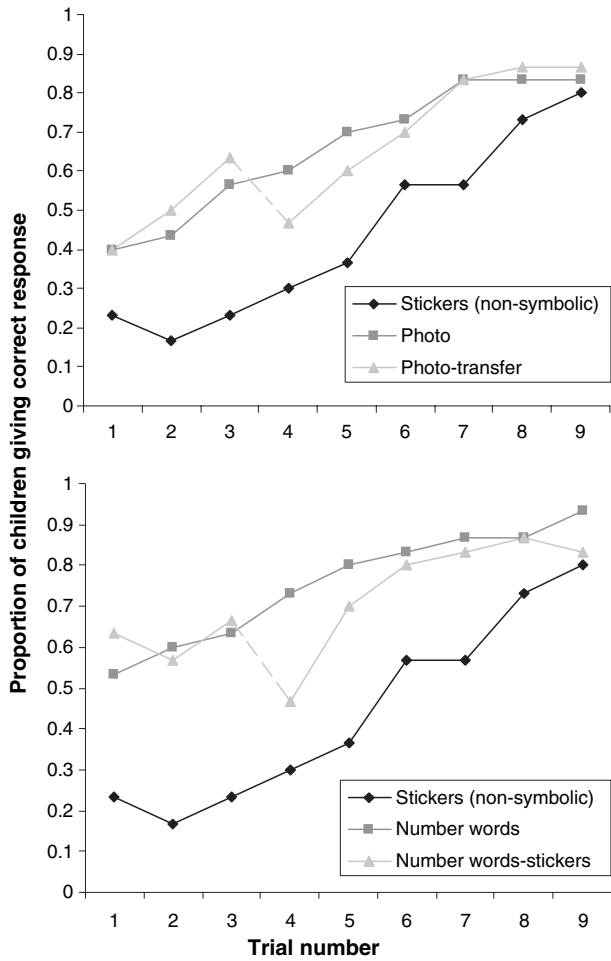 Proportion of children giving correct response
1
0.9
0.8
0.7
0.6
0.5
0.4
0.3
0.2
0.1
0
1 2 3 4 5 6 7 8 9
Stickers (non-symbolic)
Photo
Photo-transfer
1
0.9
0.8
0.7
0.6
0.5
0.4
0.3
0.2
0.1
0
1 2 3 4 5 6 7 8 9
Stickers (non-symbolic)
Number words
Number words-stickers
Trial number